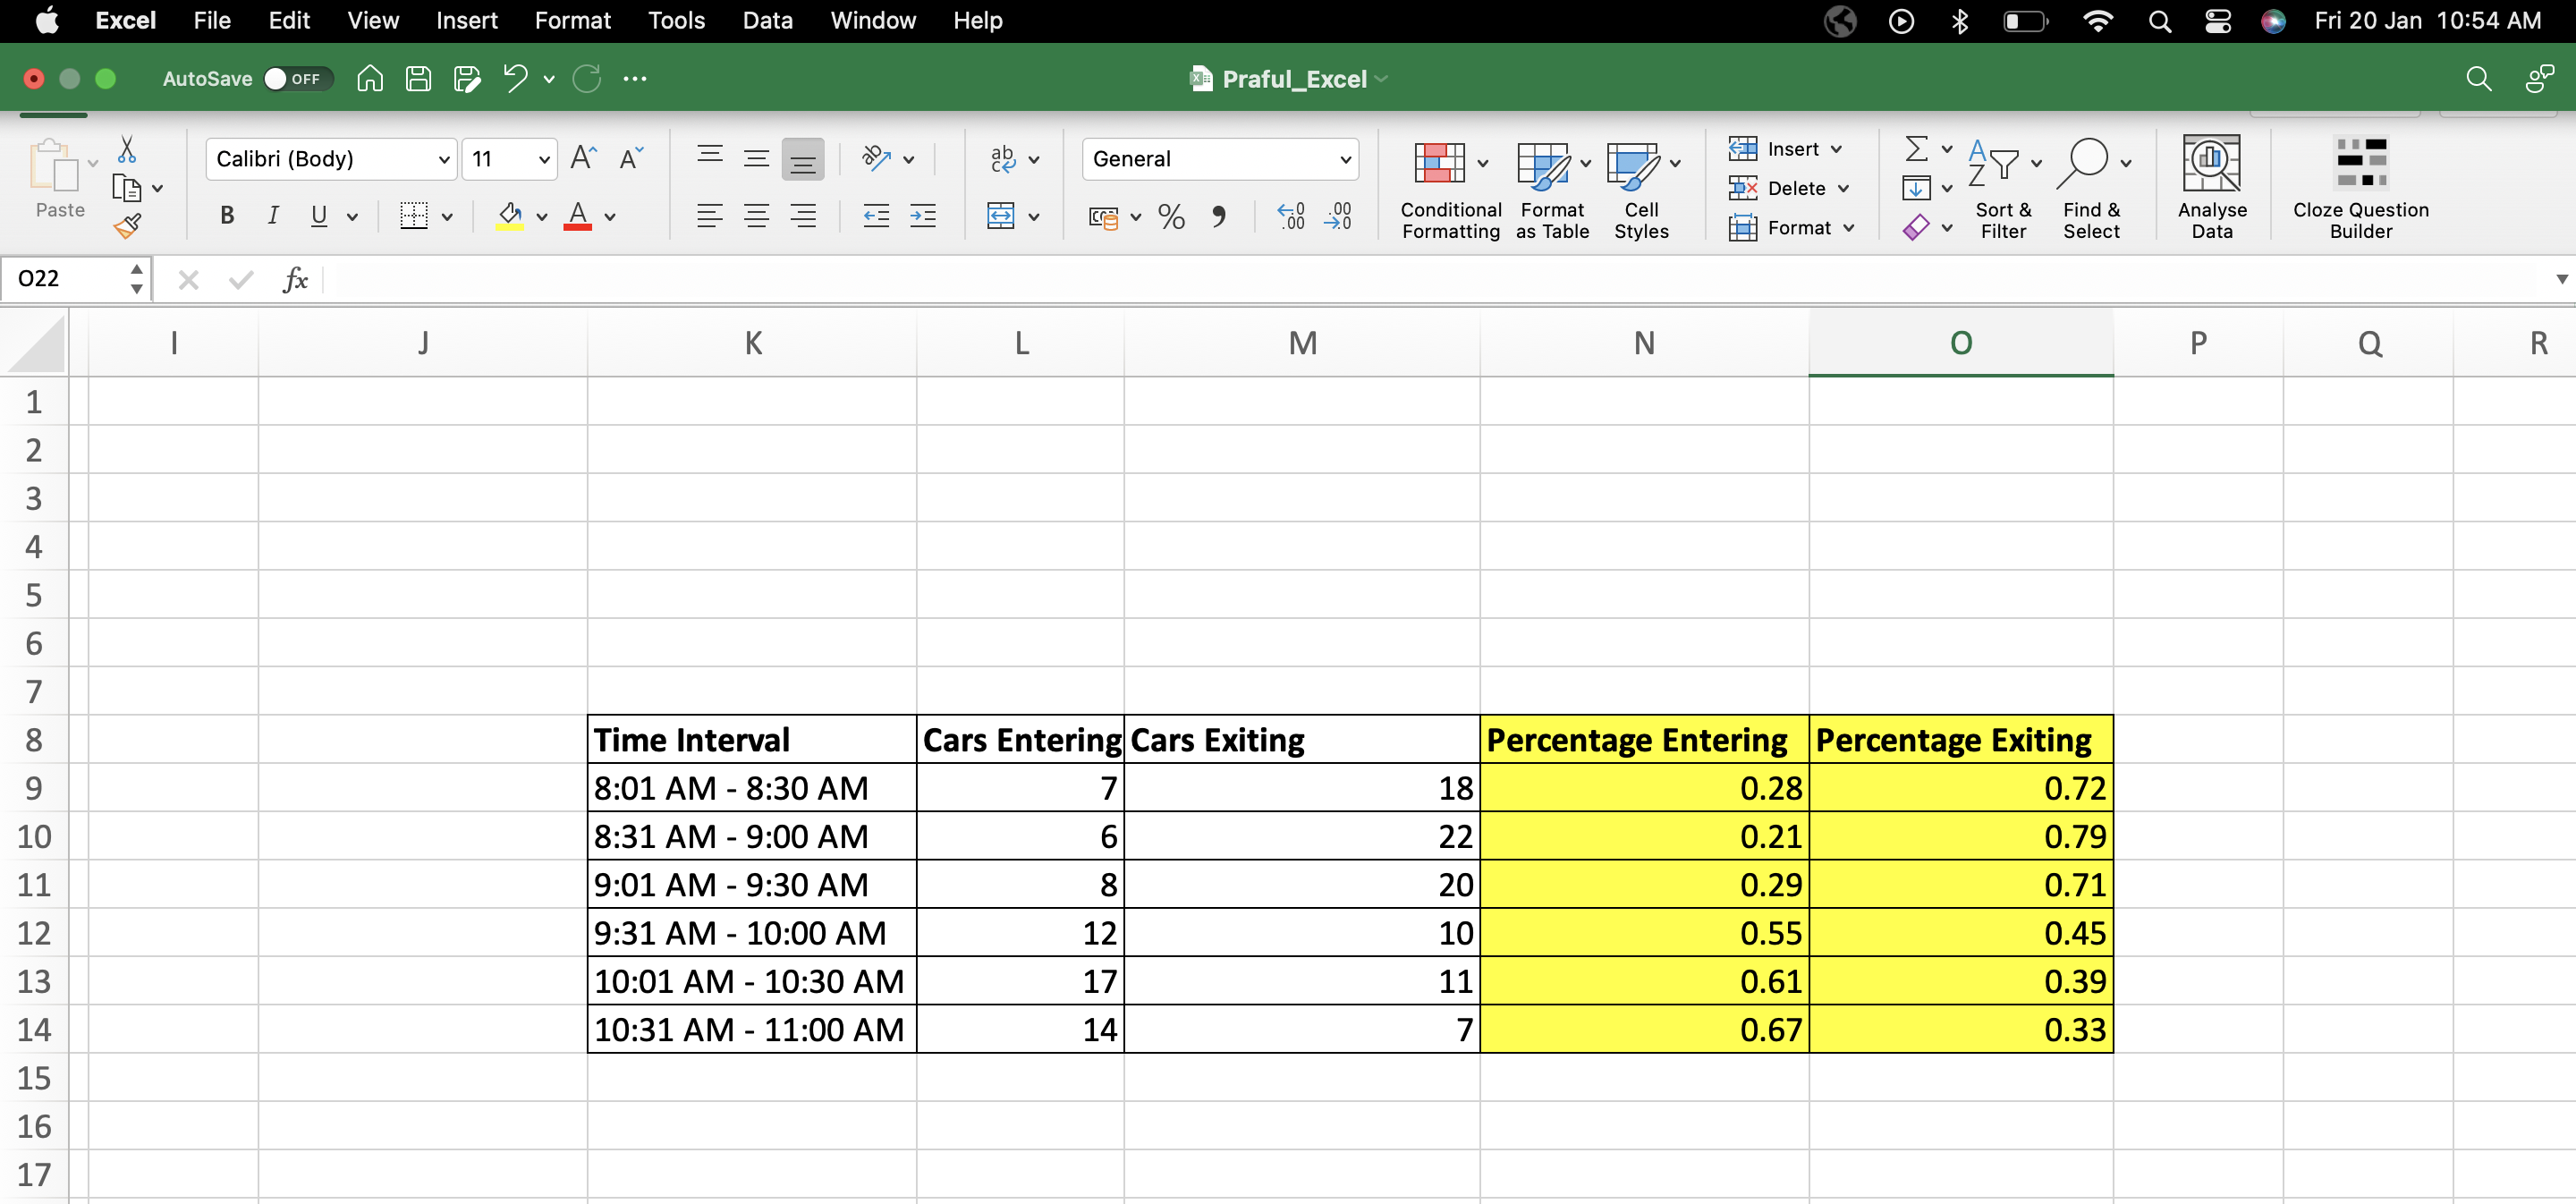 Excel File Edit View Insert Format Tools Data Window Help Fri 20 Jan 10:54 AM
AutoSave OFF Praful_Excel
Paste Calibri (Body) 11 General
Conditional Formatting
Format as Table
Cell Styles
Insert
Delete
Format
Sort & Filter
Find & Select
Analyse Data
Cloze Question Builder
O22 fx
I J K L M N O P Q R
1
2
3
4
5
6
7
8 Time Interval Cars Entering Cars Exiting Percentage Entering Percentage Exiting
9 8:01 AM - 8:30 AM 7 18 0.28 0.72
10 8:31 AM - 9:00 AM 6 22 0.21 0.79
11 9:01 AM - 9:30 AM 8 20 0.29 0.71
12 9:31 AM - 10:00 AM 12 10 0.55 0.45
13 10:01 AM - 10:30 AM 17 11 0.61 0.39
14 10:31 AM - 11:00 AM 14 7 0.67 0.33
15
16
17